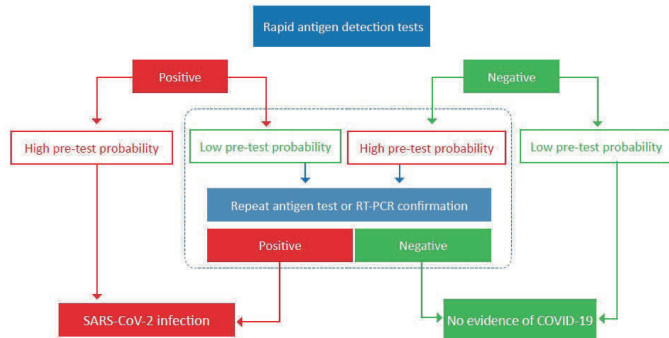 Rapid antigen detection tests
Positive
Negative
High pre-test probability
Low pre-test probability
High pre-test probability
Low pre-test probability
Repeat antigen test or RT-PCR confirmation
Positive
Negative
SARS-CoV-2 infection
No evidence of COVID-19